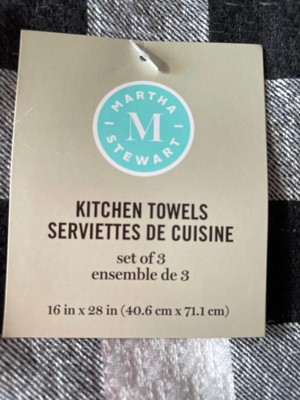 MARTHA
M
STEWART
KITCHEN TOWELS
SERVIETTES DE CUISINE
set of 3
ensemble de 3
16 in x 28 in (40.6 cm x 71.1 cm)